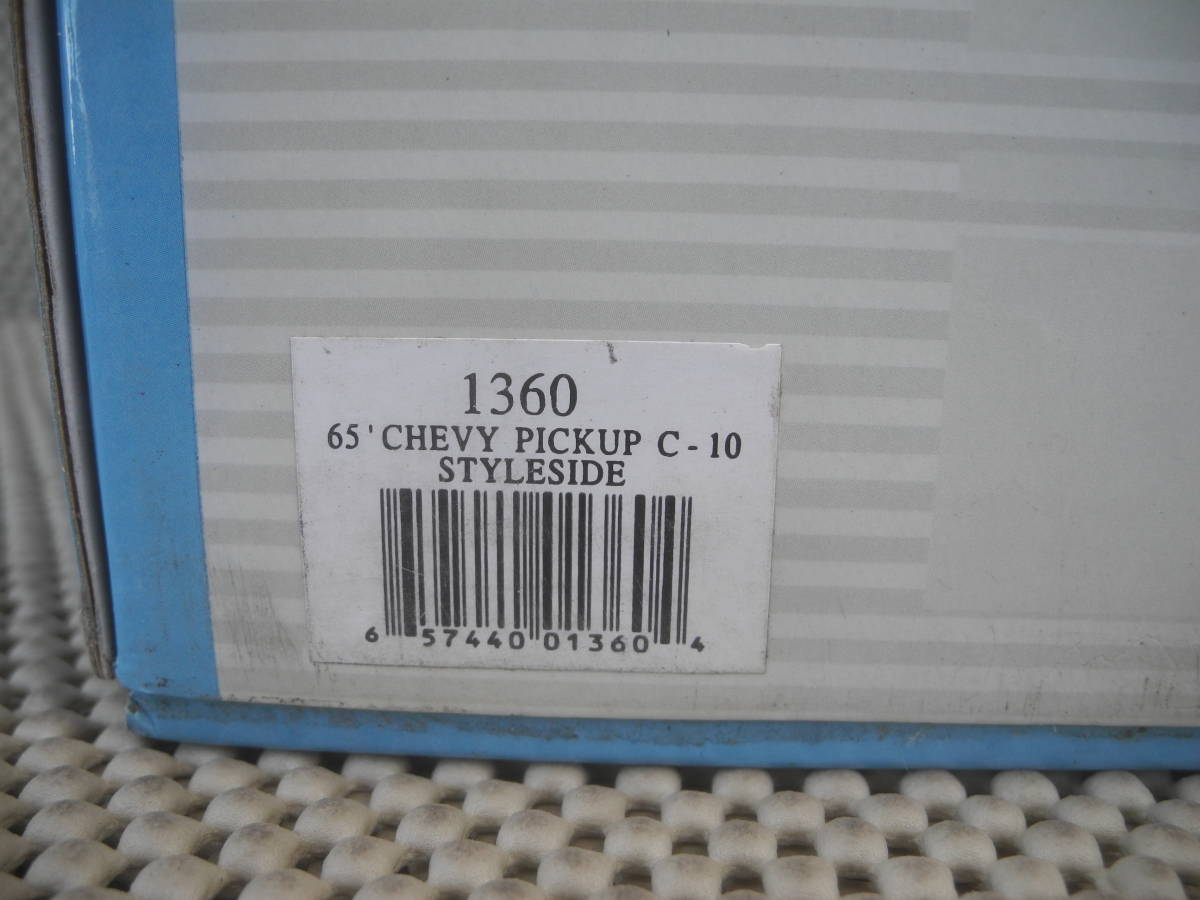 1360
65' CHEVY PICKUP C-10
STYLESIDE
6 57440 01360 4